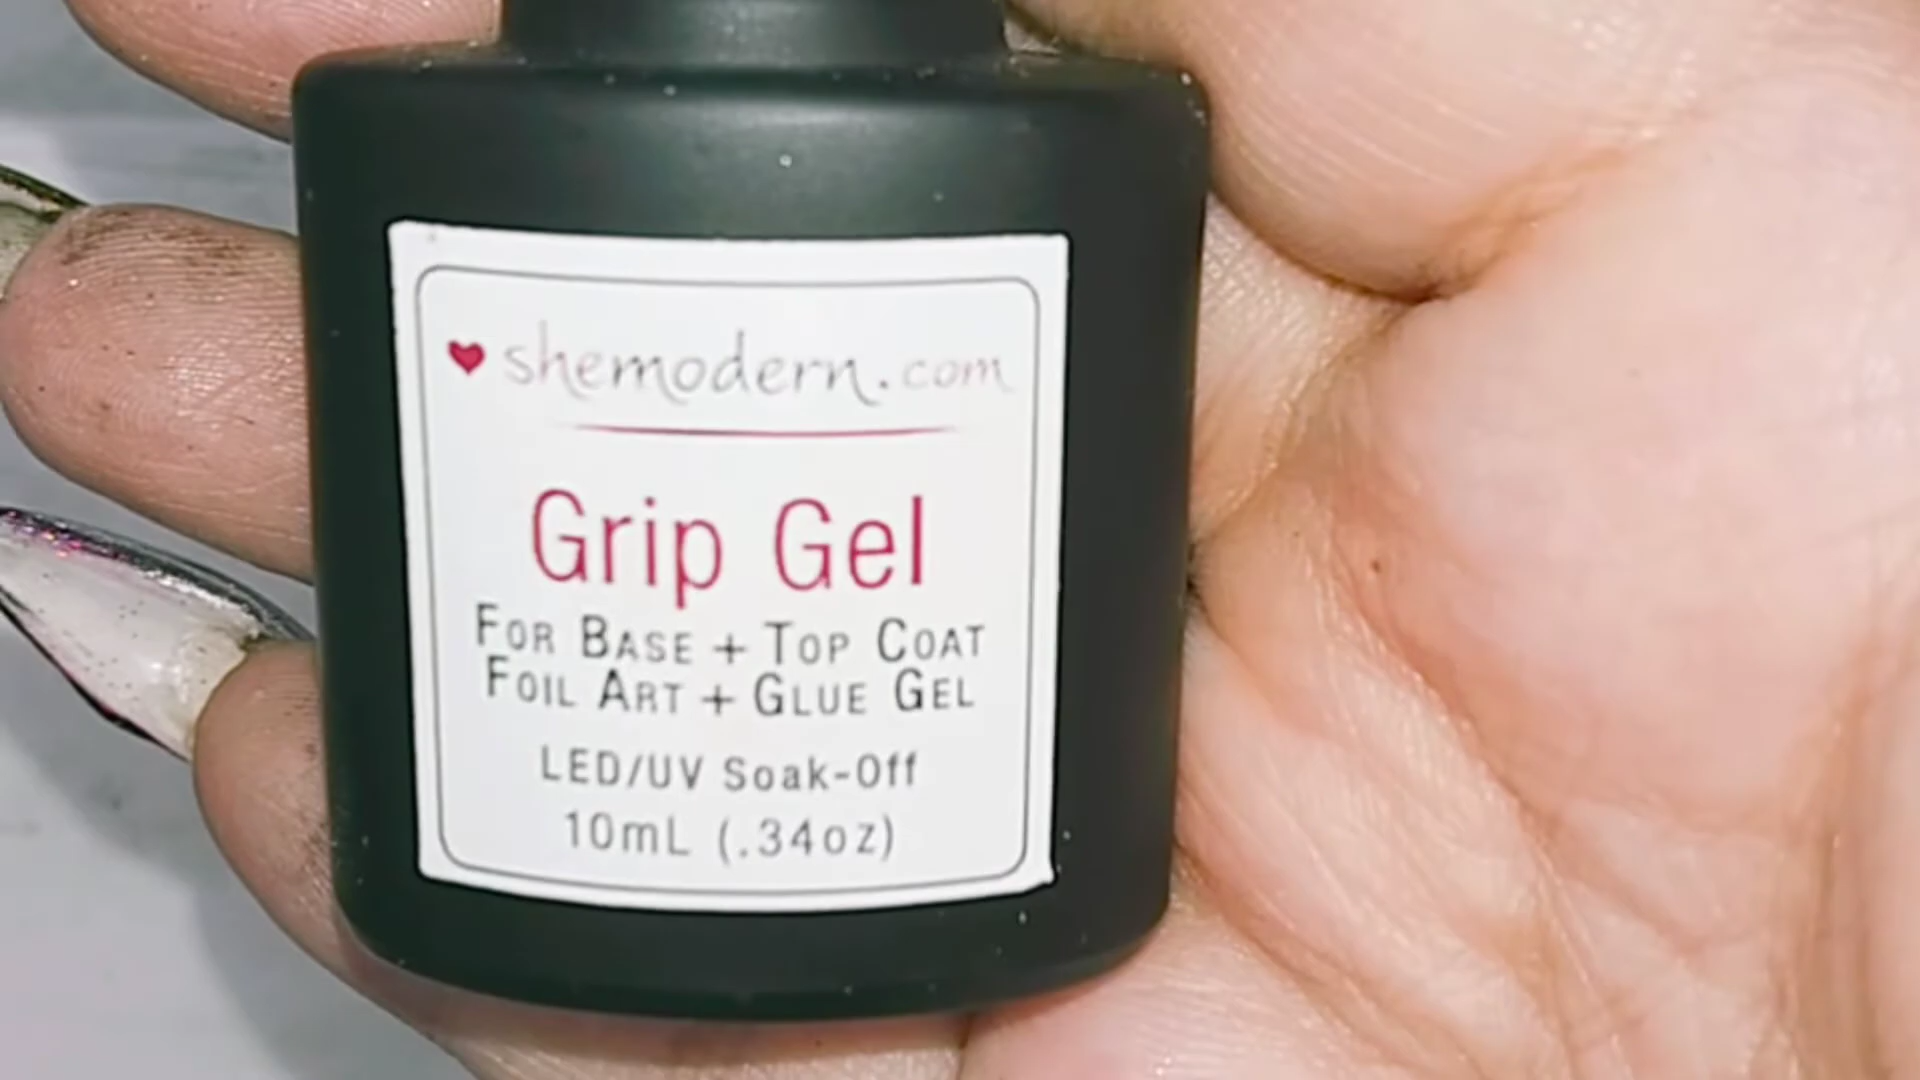 shemodern.com
Grip Gel
For Base + Top Coat
Foil Art + Glue Gel
LED/UV Soak-Off
10mL (.34oz)